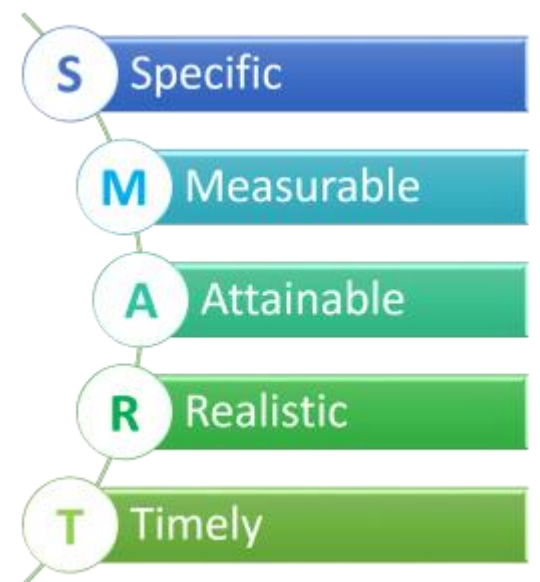 S Specific
M Measurable
A Attainable
R Realistic
T Timely